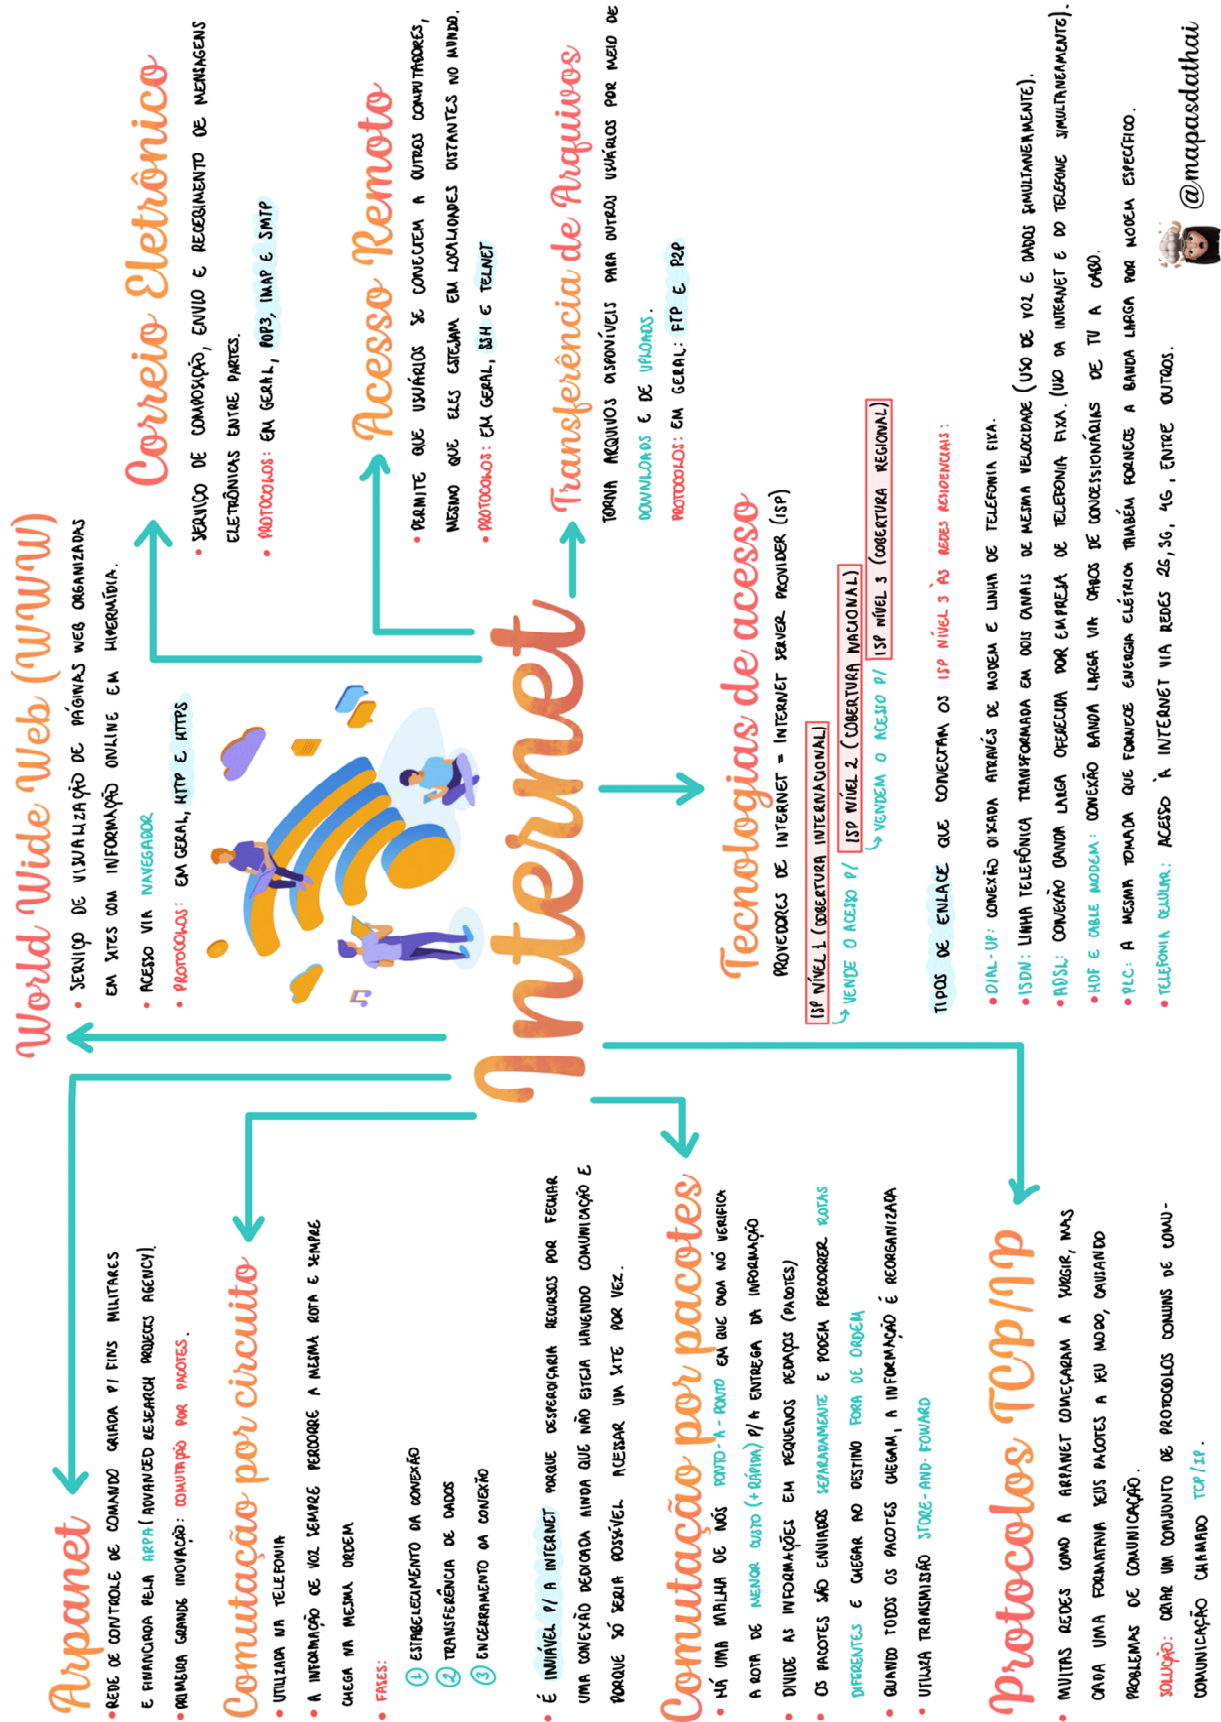 Arpanet
• REDE DE CONTROLE DE COMANDO CRIADA P/ FINS MILITARES
E FINANCIADA PELA ARPA (ADVANCED RESEARCH PROJECTS AGENCY).
• PRIMEIRA GRANDE INOVAÇÃO: COMUTAÇÃO POR PACOTES.
Comutação por circuito
• UTILIZADA NA TELEFONIA
• A INFORMAÇÃO DE VOZ SEMPRE PERCORRE A MESMA ROTA E SEMPRE
CHEGA NA MESMA ORDEM
• FASES:
1 ESTABELECIMENTO DA CONEXÃO
2 TRANSFERÊNCIA DE DADOS
3 ENCERRAMENTO DA CONEXÃO
• É INVIÁVEL P/ A INTERNET PORQUE DESPERDIÇARIA RECURSOS POR FECHAR
UMA CONEXÃO DEDICADA AINDA QUE NÃO ESTEJA HAVENDO COMUNICAÇÃO E
PORQUE SÓ SERIA POSSÍVEL ACESSAR UM SITE POR VEZ.
Comutação por pacotes
• HÁ UMA MALHA DE NÓS PONTO-A-PONTO EM QUE CADA NÓ VERIFICA
A ROTA DE MENOR CUSTO (+RÁPIDA) P/ A ENTREGA DA INFORMAÇÃO
• DIVIDE AS INFORMAÇÕES EM PEQUENOS PEDAÇOS (PACOTES)
• OS PACOTES SÃO ENVIADOS SEPARADAMENTE E PODEM PERCORRER ROTAS
DIFERENTES E CHEGAR AO DESTINO FORA DE ORDEM
• QUANDO TODOS OS PACOTES CHEGAM, A INFORMAÇÃO É REORGANIZADA
• UTILIZA TRANSMISSÃO STORE-AND-FOWARD
Protocolos TCP/IP
• MUITAS REDES COMO A ARPANET COMEÇARAM A SURGIR, MAS
CADA UMA FORMATAVA SEUS PACOTES A SEU MODO, CAUSANDO
PROBLEMAS DE COMUNICAÇÃO.
SOLUÇÃO: CRIAR UM CONJUNTO DE PROTOCOLOS COMUNS DE COMU-
COMUNICAÇÃO CHAMADO TCP/IP.
World Wide Web (WWW)
• SERVIÇO DE VISUALIZAÇÃO DE PÁGINAS WEB ORGANIZADAS
EM SITES COM INFORMAÇÃO ONLINE EM HIPERMÍDIA.
• ACESSO VIA NAVEGADOR
• PROTOCOLOS: EM GERAL, HTTP E HTTPS
Internet
Tecnologias de acesso
PROVEDORES DE INTERNET = INTERNET SERVER PROVIDER (ISP)
ISP NÍVEL 1 (COBERTURA INTERNACIONAL)
VENDE O ACESSO P/ ISP NÍVEL 2 (COBERTURA NACIONAL)
VENDEM O ACESSO P/ ISP NÍVEL 3 (COBERTURA REGIONAL)
TIPOS DE ENLACE QUE CONECTAM OS ISP NÍVEL 3 ÀS REDES RESIDENCIAIS:
• DIAL-UP: CONEXÃO DISCADA ATRAVÉS DE MODEM E LINHA DE TELEFONIA FIXA.
• ISDN: LINHA TELEFÔNICA TRANSFORMADA EM DOIS CANAIS DE MESMA VELOCIDADE (USO DE VOZ E DADOS SIMULTANEAMENTE).
• ADSL: CONEXÃO BANDA LARGA OFERECIDA POR EMPRESA DE TELEFONIA FIXA. (USO DA INTERNET E DO TELEFONE SIMULTANEAMENTE).
• HDF E CABLE MODEM: CONEXÃO BANDA LARGA VIA CABOS DE CONCESSIONÁRIAS DE TV A CABO.
• PLC: A MESMA TOMADA QUE FORNECE ENERGIA ELÉTRICA TAMBÉM FORNECE A BANDA LARGA POR MODEM ESPECÍFICO.
• TELEFONIA CELULAR: ACESSO À INTERNET VIA REDES 2G, 3G, 4G, ENTRE OUTROS.
Correio Eletrônico
• SERVIÇO DE COMPOSIÇÃO, ENVIO E RECEBIMENTO DE MENSAGENS
ELETRÔNICAS ENTRE PARTES.
• PROTOCOLOS: EM GERAL, POP3, IMAP E SMTP
Acesso Remoto
• PERMITE QUE USUÁRIOS SE CONECTEM A OUTROS COMPUTADORES,
MESMO QUE ELES ESTEJAM EM LOCALIDADES DISTANTES NO MUNDO.
• PROTOCOLOS: EM GERAL, SSH E TELNET
Transferência de Arquivos
TORNA ARQUIVOS DISPONÍVEIS PARA OUTROS USUÁRIOS POR MEIO DE
DOWNLOADS E DE UPLOADS.
PROTOCOLOS: EM GERAL: FTP E P2P
@mapasdathai